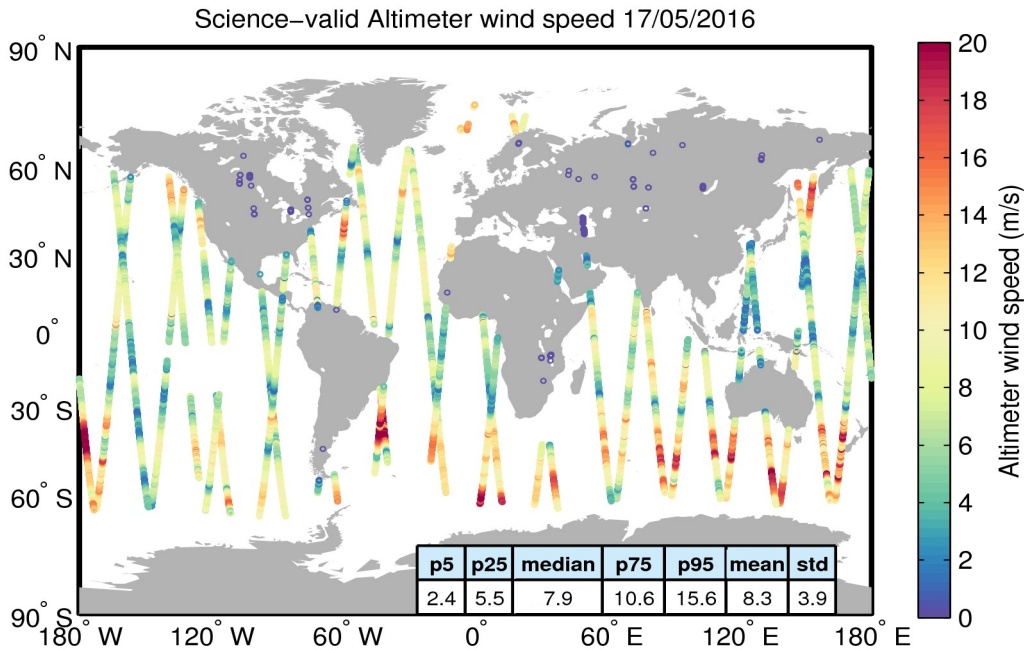 Science−valid Altimeter wind speed 17/05/2016
90° N
60° N
30° N
0°
30° S
60° S
90° S
180° W
120° W
60° W
0°
60° E
120° E
180° E
p5 p25 median p75 p95 mean std
2.4 5.5 7.9 10.6 15.6 8.3 3.9
20
18
16
14
12
10
8
6
4
2
0
Altimeter wind speed (m/s)